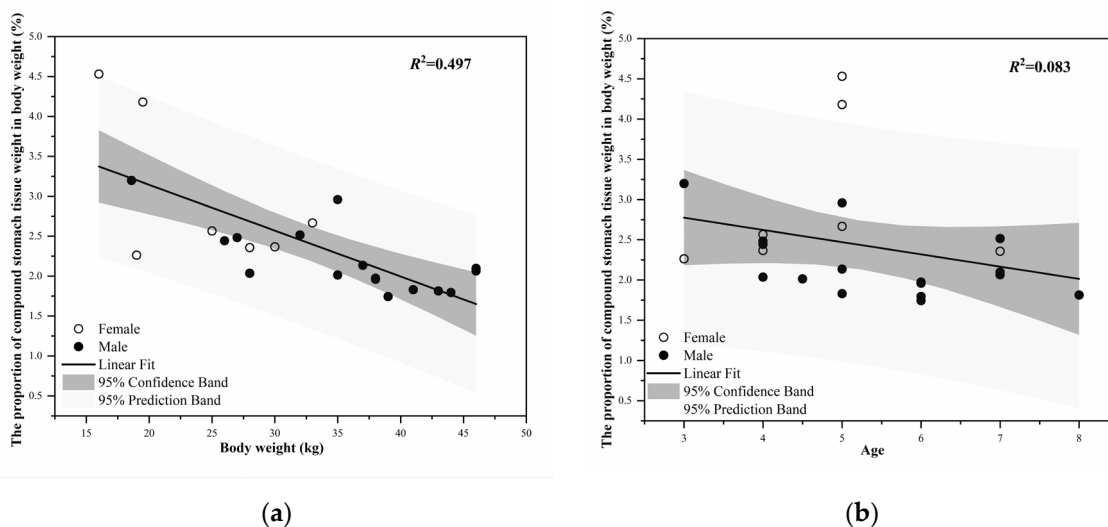 The proportion of compound stomach tissue weight in body weight (%)
5.0
4.5
4.0
3.5
3.0
2.5
2.0
1.5
1.0
0.5
R²=0.497
Female
Male
Linear Fit
95% Confidence Band
95% Prediction Band
15 20 25 30 35 40 45 50
Body weight (kg)
(a)
The proportion of compound stomach tissue weight in body weight (%)
5.0
4.5
4.0
3.5
3.0
2.5
2.0
1.5
1.0
0.5
R²=0.083
Female
Male
Linear Fit
95% Confidence Band
95% Prediction Band
3 4 5 6 7 8
Age
(b)